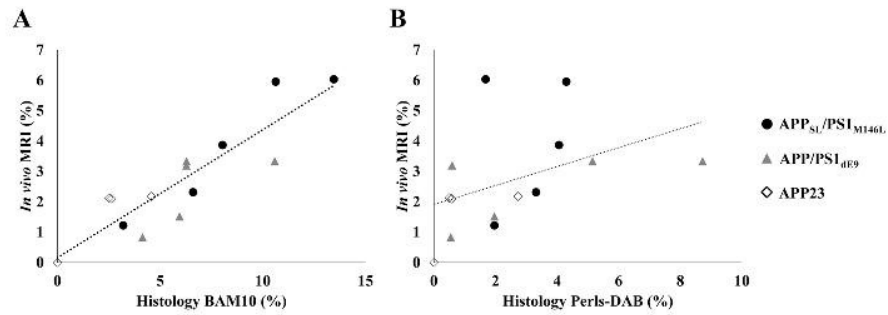 A
7
6
5
4
3
2
1
0
In vivo MRI (%)
0 5 10 15
Histology BAM10 (%)
B
7
6
5
4
3
2
1
0
In vivo MRI (%)
0 2 4 6 8 10
Histology Perls-DAB (%)
APPSL/PS1M146L
APP/PS1dE9
APP23